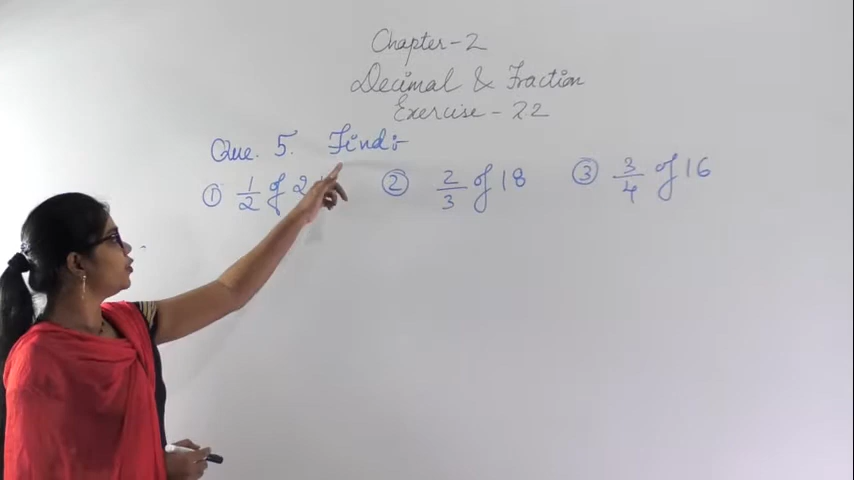 Chapter-2
Decimal & Fraction
Exercise - 2.2
Que. 5. Find:-
① 1/2 of 2 ② 2/3 of 18 ③ 3/4 of 16